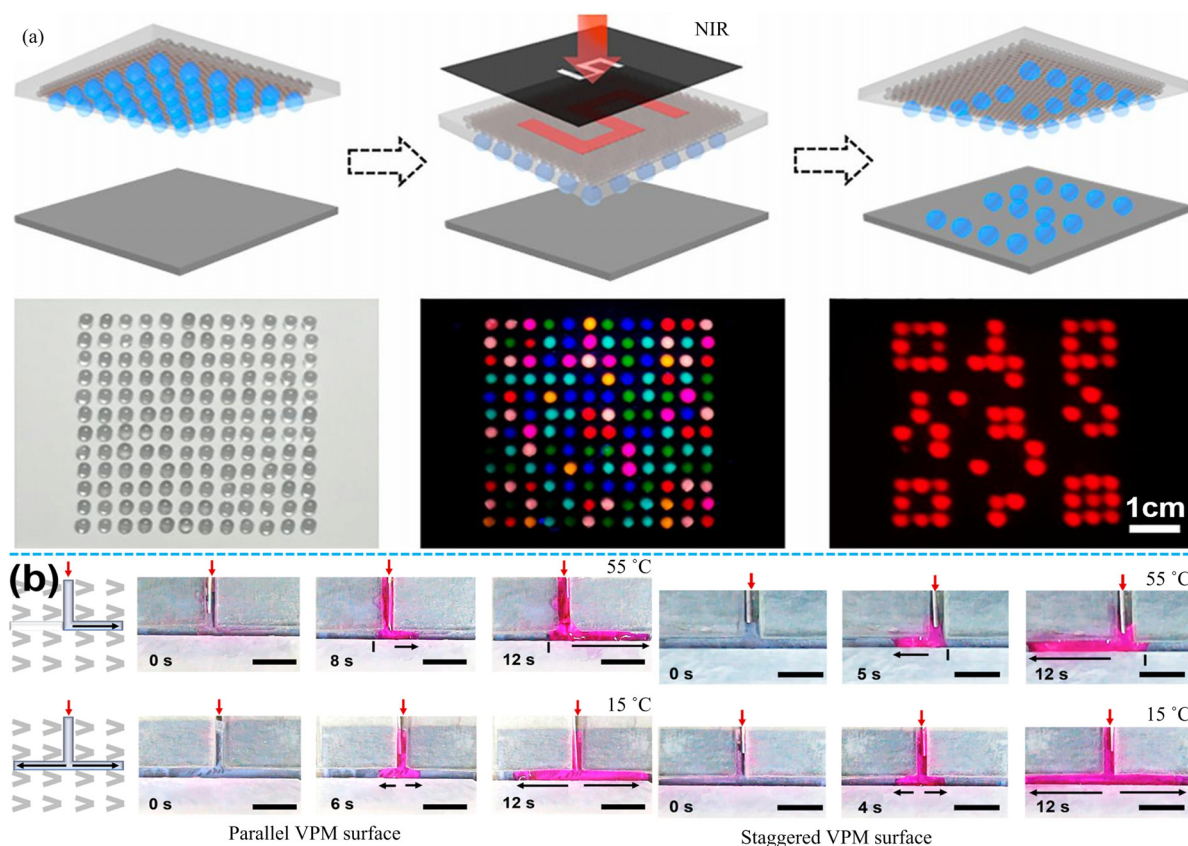 (a)
NIR
1cm
(b)
55 ˚C
55 ˚C
0 s
8 s
12 s
0 s
5 s
12 s
15 ˚C
15 ˚C
0 s
6 s
12 s
0 s
4 s
12 s
Parallel VPM surface
Staggered VPM surface